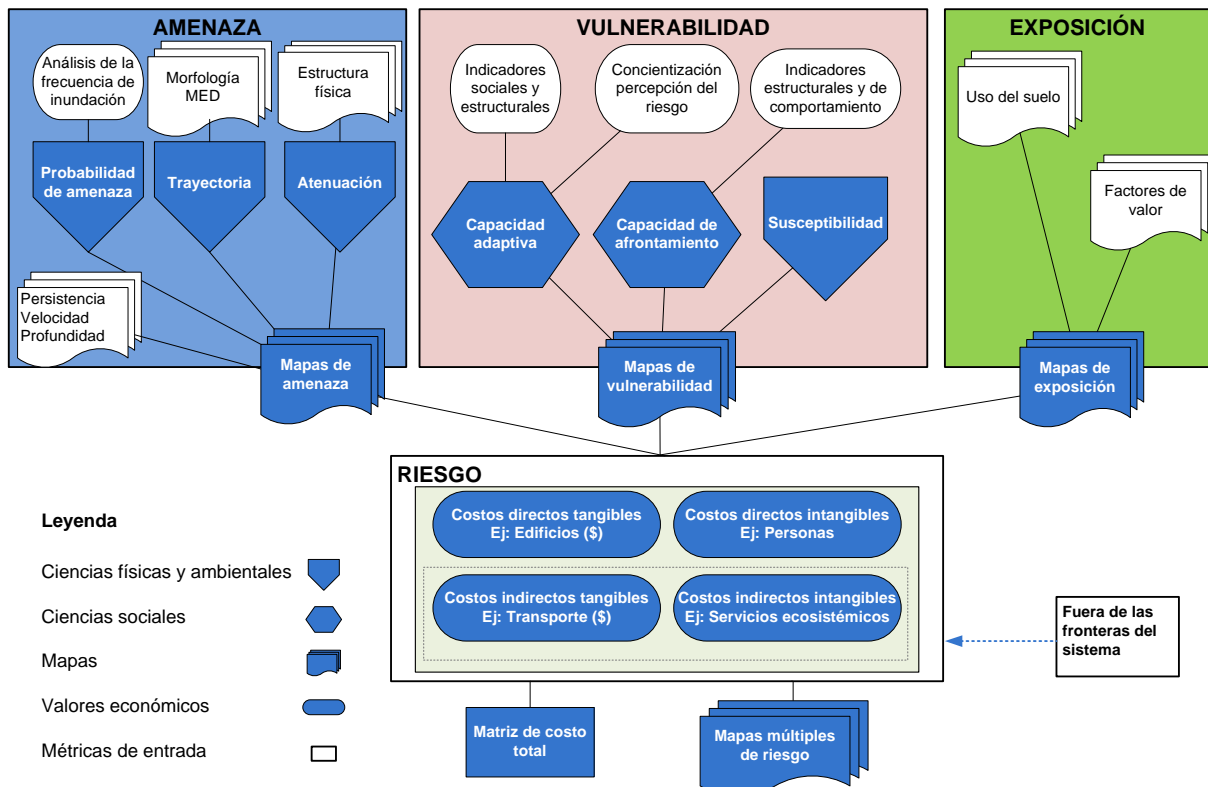 AMENAZA
Análisis de la
frecuencia de
inundación
Morfología
MED
Estructura
física
Probabilidad
de amenaza
Trayectoria
Atenuación
Persistencia
Velocidad
Profundidad
Mapas de
amenaza
VULNERABILIDAD
Indicadores
sociales y
estructurales
Concientización
percepción del
riesgo
Indicadores
estructurales y de
comportamiento
Capacidad
adaptiva
Capacidad de
afrontamiento
Susceptibilidad
Mapas de
vulnerabilidad
EXPOSICIÓN
Uso del suelo
Factores de
valor
Mapas de
exposición
RIESGO
Costos directos tangibles
Ej: Edificios ($)
Costos directos intangibles
Ej: Personas
Costos indirectos tangibles
Ej: Transporte ($)
Costos indirectos intangibles
Ej: Servicios ecosistémicos
Fuera de las
fronteras del
sistema
Matriz de costo
total
Mapas múltiples
de riesgo
Leyenda
Ciencias físicas y ambientales
Ciencias sociales
Mapas
Valores económicos
Métricas de entrada